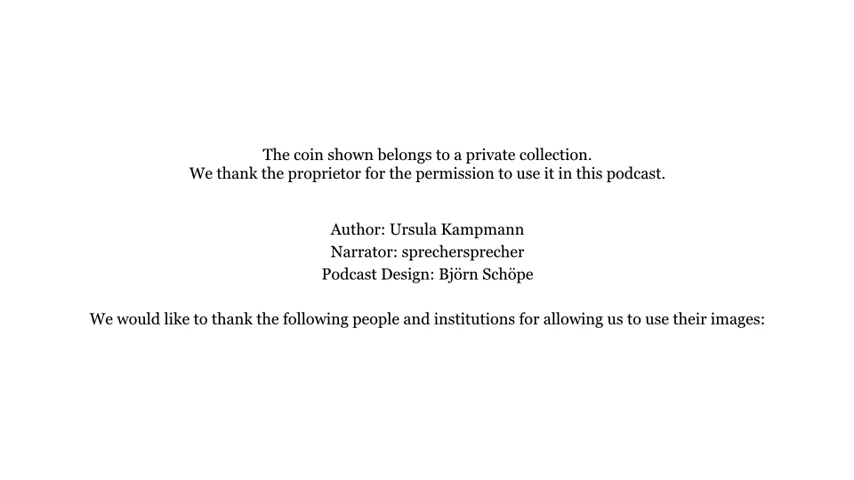 The coin shown belongs to a private collection.
We thank the proprietor for the permission to use it in this podcast.
Author: Ursula Kampmann
Narrator: sprechersprecher
Podcast Design: Björn Schöpe
We would like to thank the following people and institutions for allowing us to use their images: